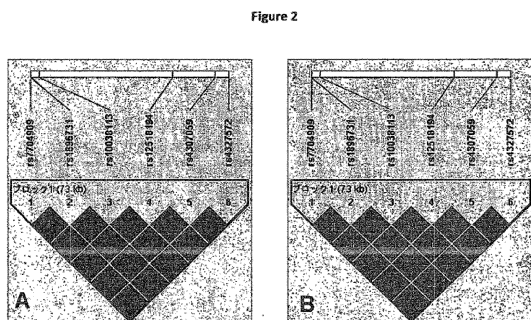 Figure 2
rs7704909
rs1896731
rs10038113
rs12518194
rs4307059
rs4327572
ブロック1 (73 kb)
1 2 3 4 5 6
A
rs7704909
rs1896731
rs10038113
rs12518194
rs4307059
rs4327572
ブロック1 (73 kb)
1 2 3 4 5 6
B